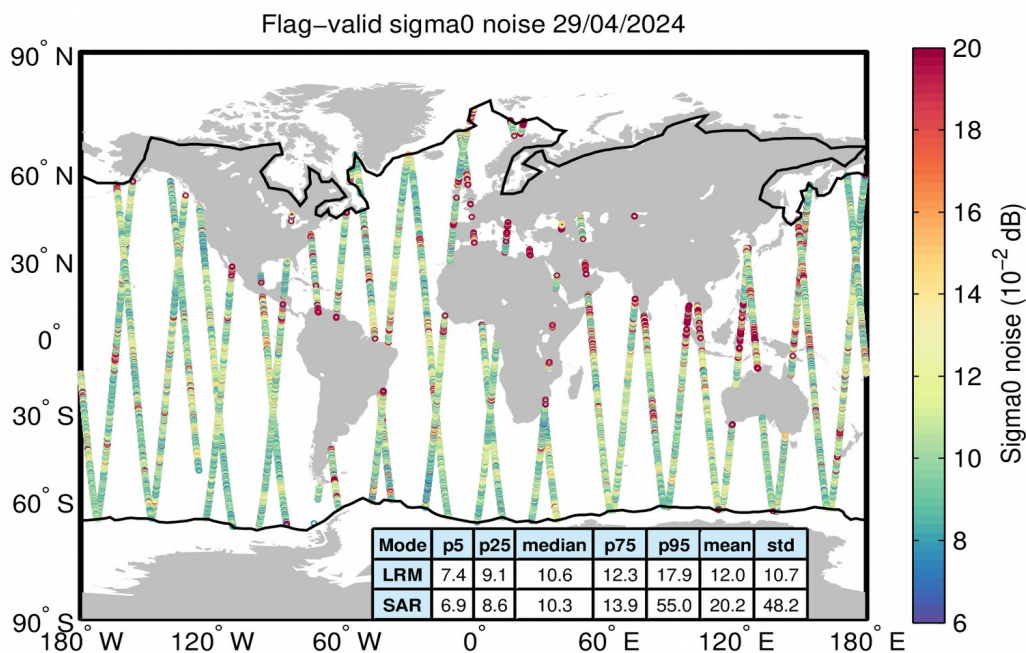 Flag−valid sigma0 noise 29/04/2024
90° N
60° N
30° N
0°
30° S
60° S
90° S
180° W 120° W 60° W 0° 60° E 120° E 180° E
Mode p5 p25 median p75 p95 mean std
LRM 7.4 9.1 10.6 12.3 17.9 12.0 10.7
SAR 6.9 8.6 10.3 13.9 55.0 20.2 48.2
20
18
16
14
12
10
8
6
Sigma0 noise (10⁻² dB)